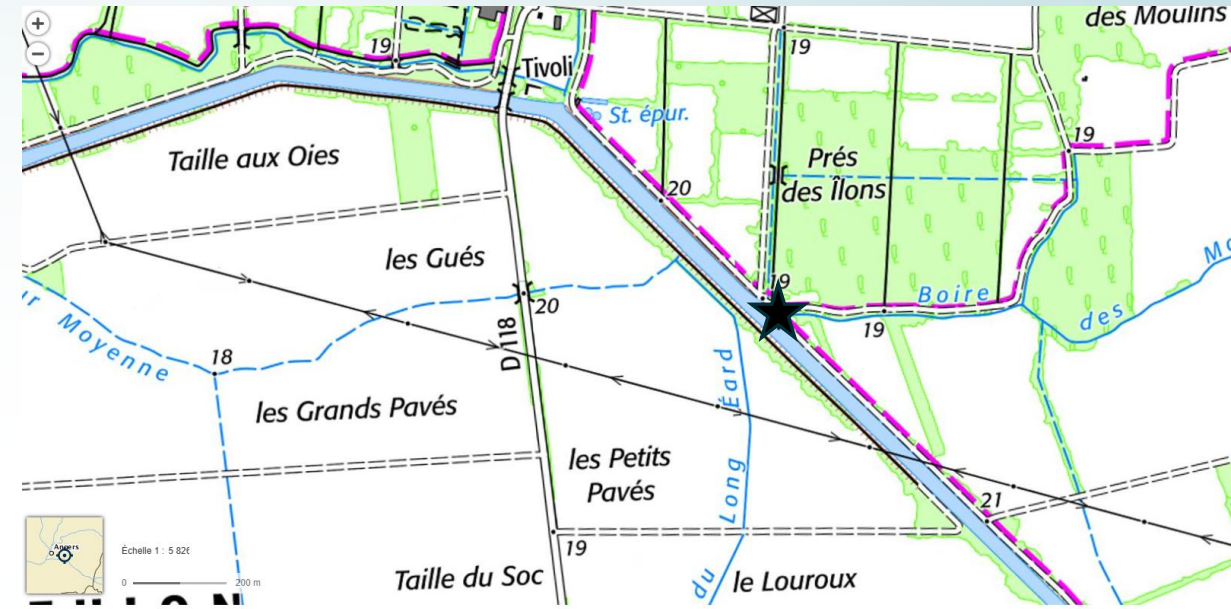 +
−
des Moulins
19
19
Tivoli
St. épur.
19
Taille aux Oies
Prés
des Îlons
20
les Gués
19
Boire
20
19
des
Moyenne
18
D 118
Éard
les Grands Pavés
les Petits
Pavés
Long
21
Angers
Échelle 1 : 5 826
0 200 m
19
Taille du Soc
du
le Louroux